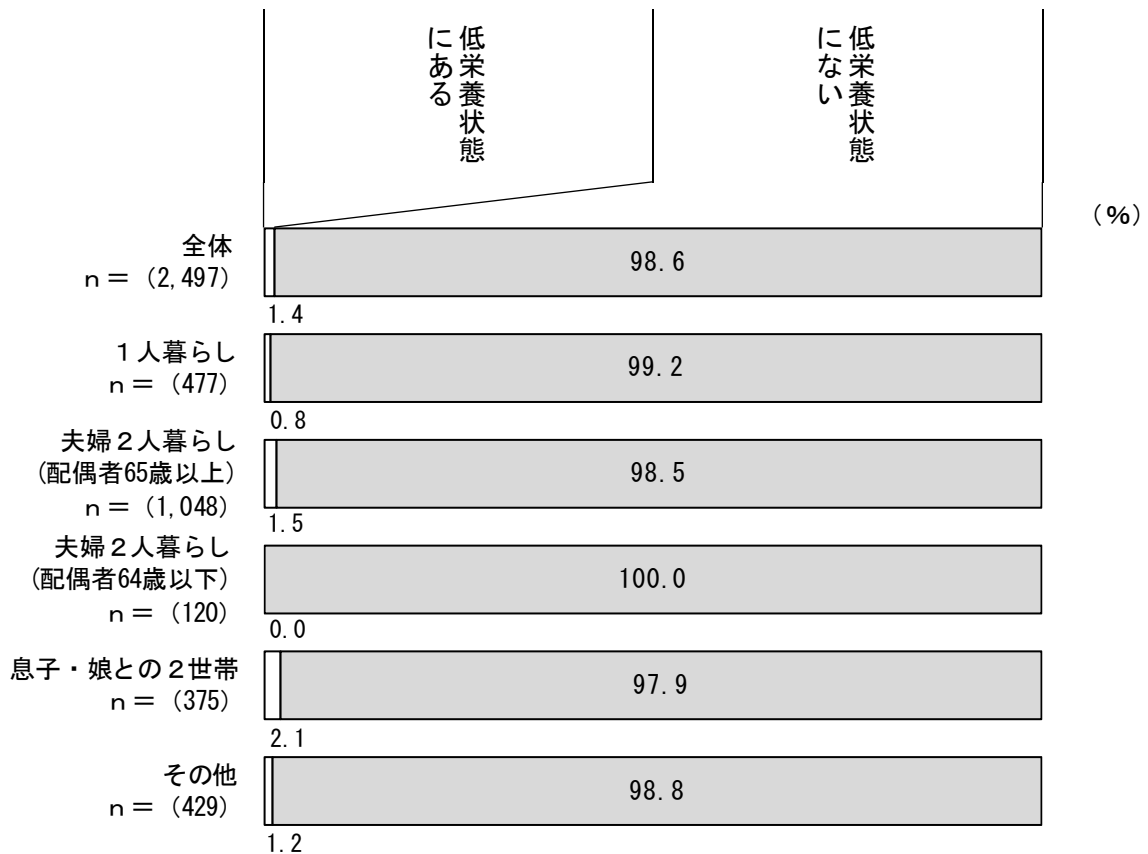 低栄養状態
にある
低栄養状態
にない
(%)
全体
n=(2,497)
98.6
1.4
1人暮らし
n=(477)
99.2
0.8
夫婦2人暮らし
(配偶者65歳以上)
n=(1,048)
98.5
1.5
夫婦2人暮らし
(配偶者64歳以下)
n=(120)
100.0
0.0
息子・娘との2世帯
n=(375)
97.9
2.1
その他
n=(429)
98.8
1.2